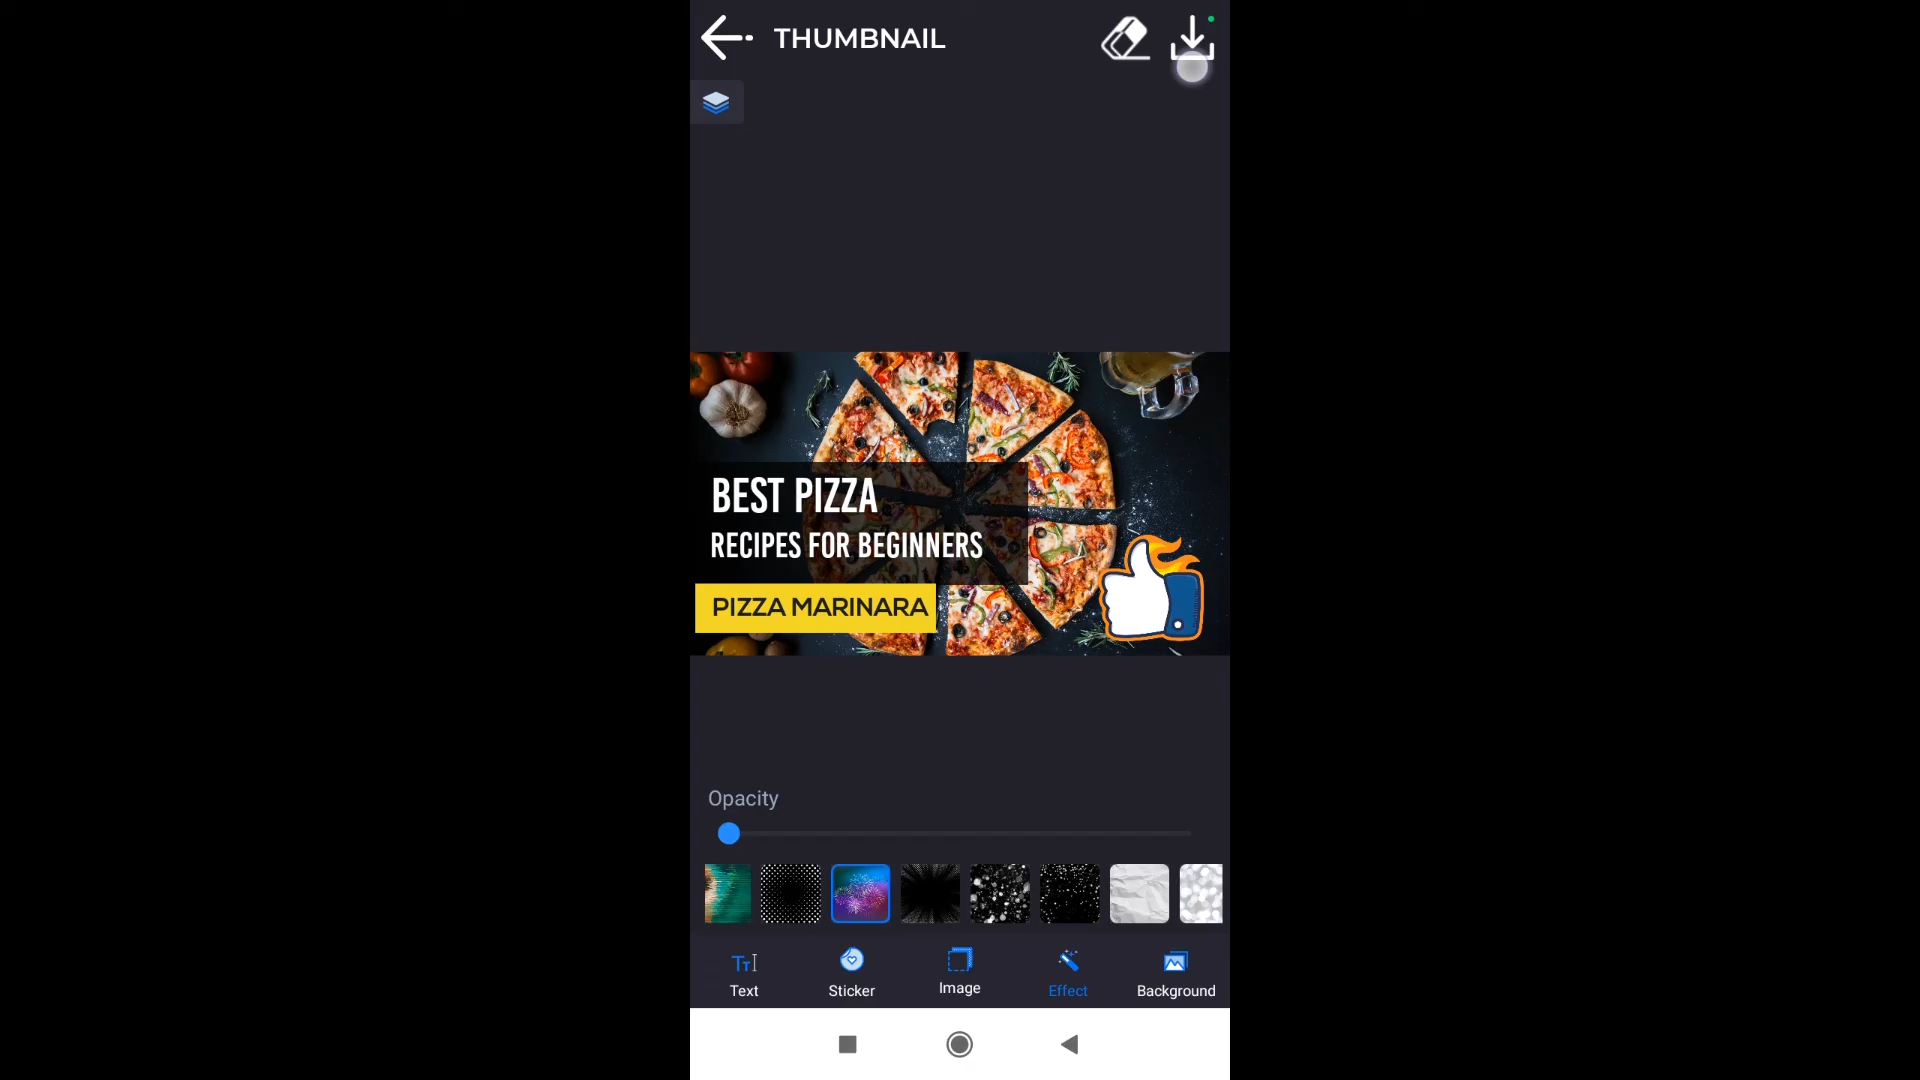 THUMBNAIL
BEST PIZZA
RECIPES FOR BEGINNERS
PIZZA MARINARA
Opacity
Text
Sticker
Image
Effect
Background